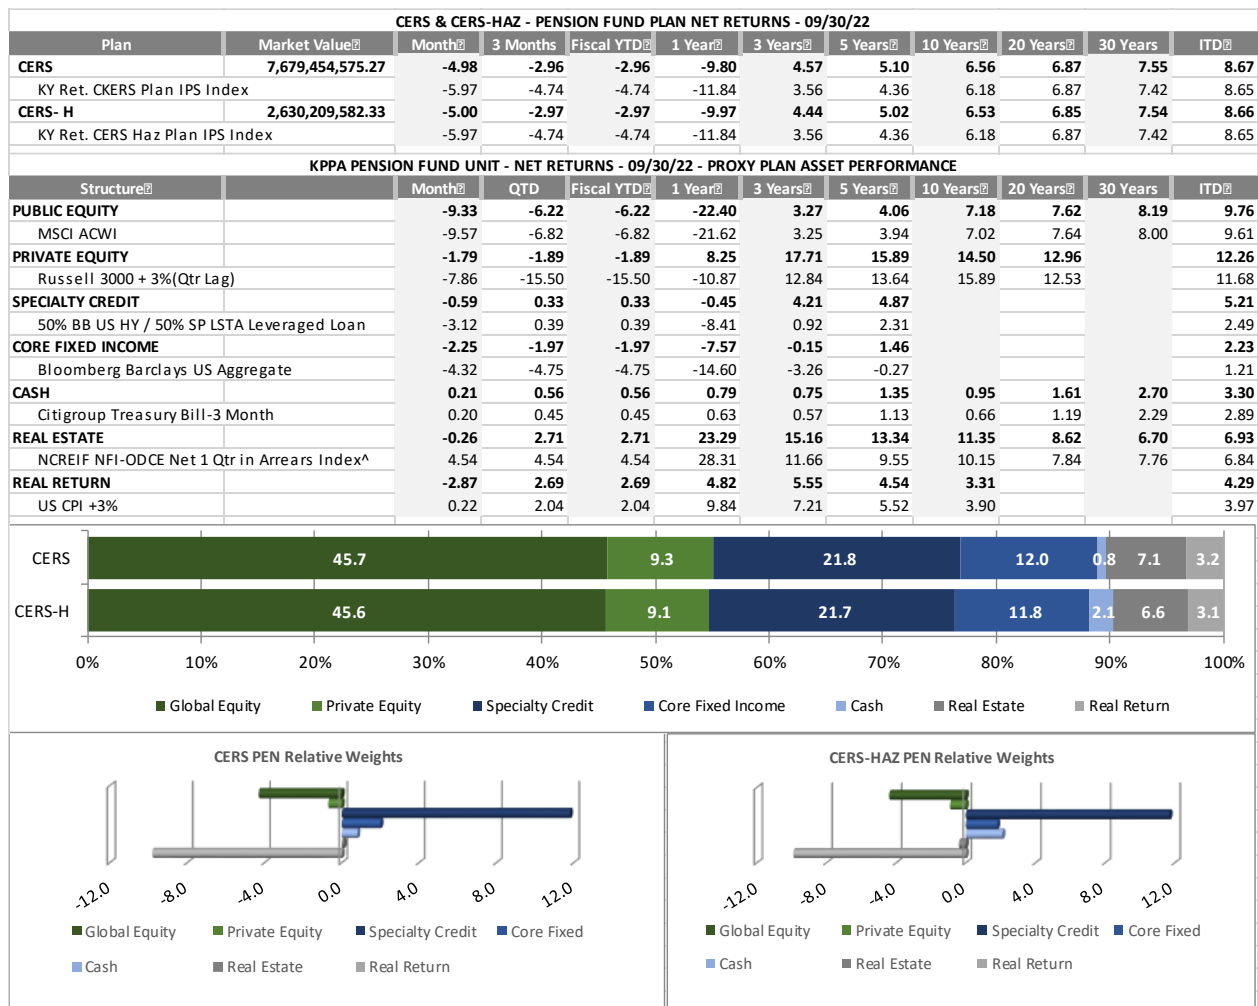 CERS & CERS-HAZ - PENSION FUND PLAN NET RETURNS - 09/30/22
Plan Market Value Month 3 Months Fiscal YTD 1 Year 3 Years 5 Years 10 Years 20 Years 30 Years ITD
CERS 7,679,454,575.27 -4.98 -2.96 -2.96 -9.80 4.57 5.10 6.56 6.87 7.55 8.67
KY Ret. CKERS Plan IPS Index -5.97 -4.74 -4.74 -11.84 3.56 4.36 6.18 6.87 7.42 8.65
CERS- H 2,630,209,582.33 -5.00 -2.97 -2.97 -9.97 4.44 5.02 6.53 6.85 7.54 8.66
KY Ret. CERS Haz Plan IPS Index -5.97 -4.74 -4.74 -11.84 3.56 4.36 6.18 6.87 7.42 8.65
KPPA PENSION FUND UNIT - NET RETURNS - 09/30/22 - PROXY PLAN ASSET PERFORMANCE
Structure Month QTD Fiscal YTD 1 Year 3 Years 5 Years 10 Years 20 Years 30 Years ITD
PUBLIC EQUITY -9.33 -6.22 -6.22 -22.40 3.27 4.06 7.18 7.62 8.19 9.76
MSCI ACWI -9.57 -6.82 -6.82 -21.62 3.25 3.94 7.02 7.64 8.00 9.61
PRIVATE EQUITY -1.79 -1.89 -1.89 8.25 17.71 15.89 14.50 12.96 12.26
Russell 3000 + 3%(Qtr Lag) -7.86 -15.50 -15.50 -10.87 12.84 13.64 15.89 12.53 11.68
SPECIALTY CREDIT -0.59 0.33 0.33 -0.45 4.21 4.87 5.21
50% BB US HY / 50% SP LSTA Leveraged Loan -3.12 0.39 0.39 -8.41 0.92 2.31 2.49
CORE FIXED INCOME -2.25 -1.97 -1.97 -7.57 -0.15 1.46 2.23
Bloomberg Barclays US Aggregate -4.32 -4.75 -4.75 -14.60 -3.26 -0.27 1.21
CASH 0.21 0.56 0.56 0.79 0.75 1.35 0.95 1.61 2.70 3.30
Citigroup Treasury Bill-3 Month 0.20 0.45 0.45 0.63 0.57 1.13 0.66 1.19 2.29 2.89
REAL ESTATE -0.26 2.71 2.71 23.29 15.16 13.34 11.35 8.62 6.70 6.93
NCREIF NFI-ODCE Net 1 Qtr in Arrears Index^ 4.54 4.54 4.54 28.31 11.66 9.55 10.15 7.84 7.76 6.84
REAL RETURN -2.87 2.69 2.69 4.82 5.55 4.54 3.31 4.29
US CPI +3% 0.22 2.04 2.04 9.84 7.21 5.52 3.90 3.97
CERS 45.7 9.3 21.8 12.0 0.8 7.1 3.2
CERS-H 45.6 9.1 21.7 11.8 2.1 6.6 3.1
0% 10% 20% 30% 40% 50% 60% 70% 80% 90% 100%
Global Equity Private Equity Specialty Credit Core Fixed Income Cash Real Estate Real Return
CERS PEN Relative Weights
-12.0 -8.0 -4.0 0.0 4.0 8.0 12.0
Global Equity Private Equity Specialty Credit Core Fixed
Cash Real Estate Real Return
CERS-HAZ PEN Relative Weights
-12.0 -8.0 -4.0 0.0 4.0 8.0 12.0
Global Equity Private Equity Specialty Credit Core Fixed
Cash Real Estate Real Return